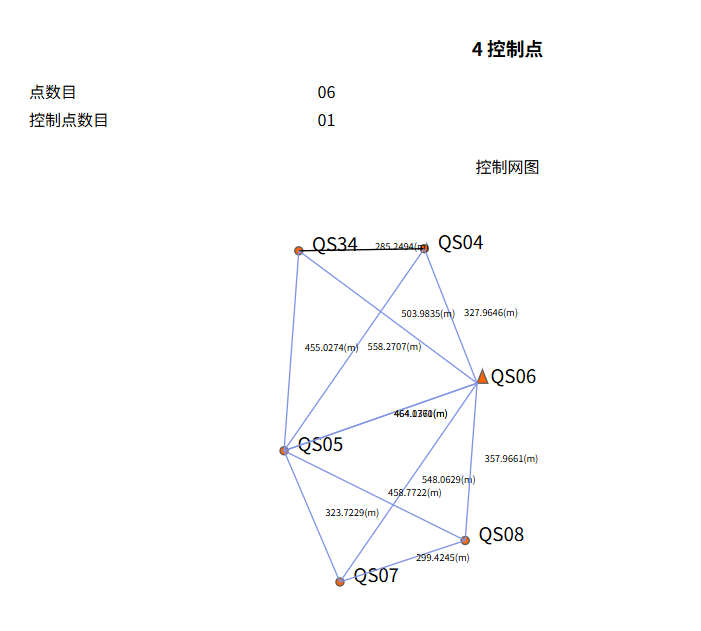 4 控制点
点数目 06
控制点数目 01
控制网图
QS34 285.2494(m) QS04
503.9835(m) 327.9646(m)
455.0274(m) 558.2707(m)
QS06
QS05
357.9661(m)
548.0629(m)
458.7722(m)
323.7229(m)
QS08
299.4245(m)
QS07